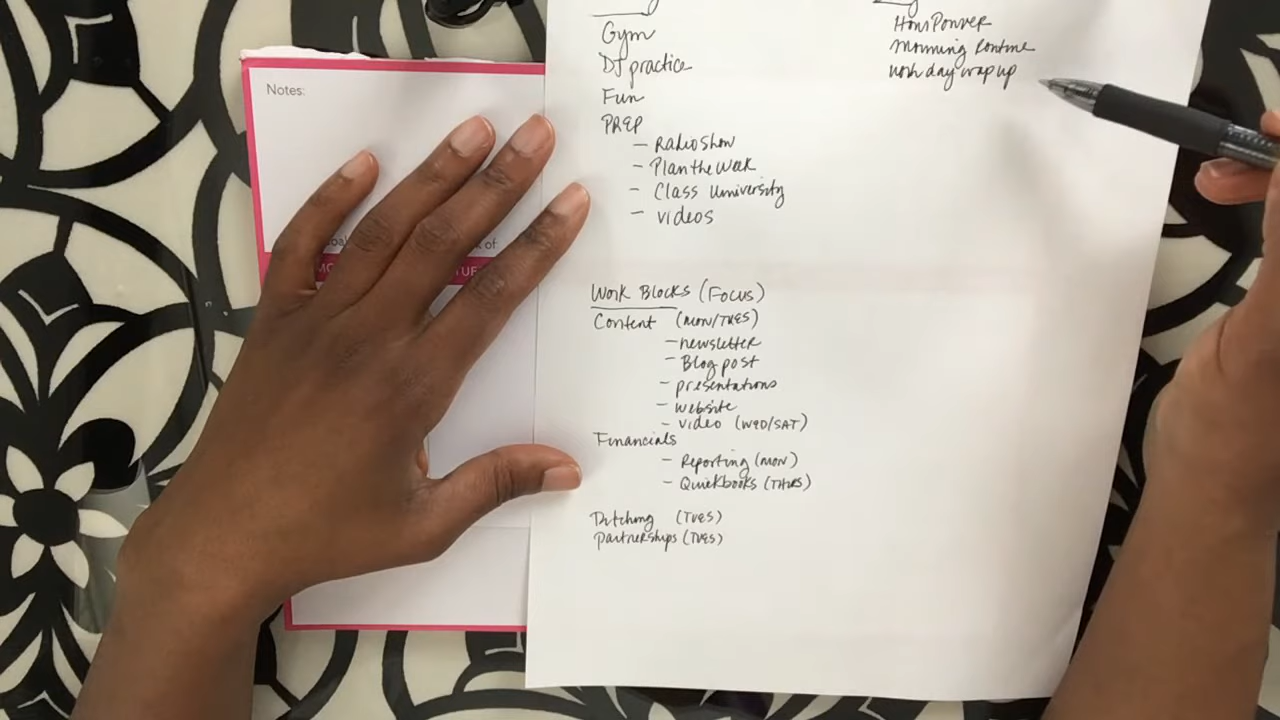 Gym
DJ practice
Fun
PREP
- Radio Show
- Plan the Week
- Class University
- videos
Work Blocks (Focus)
Content (MON/TUES)
- newsletter
- Blog post
- presentations
- website
- video (WED/SAT)
Financials
- Reporting (MON)
- Quickbooks (THURS)
Pitching (TUES)
Partnerships (TUES)
Morning Routine
work day wrap up
Notes:
of
TUE